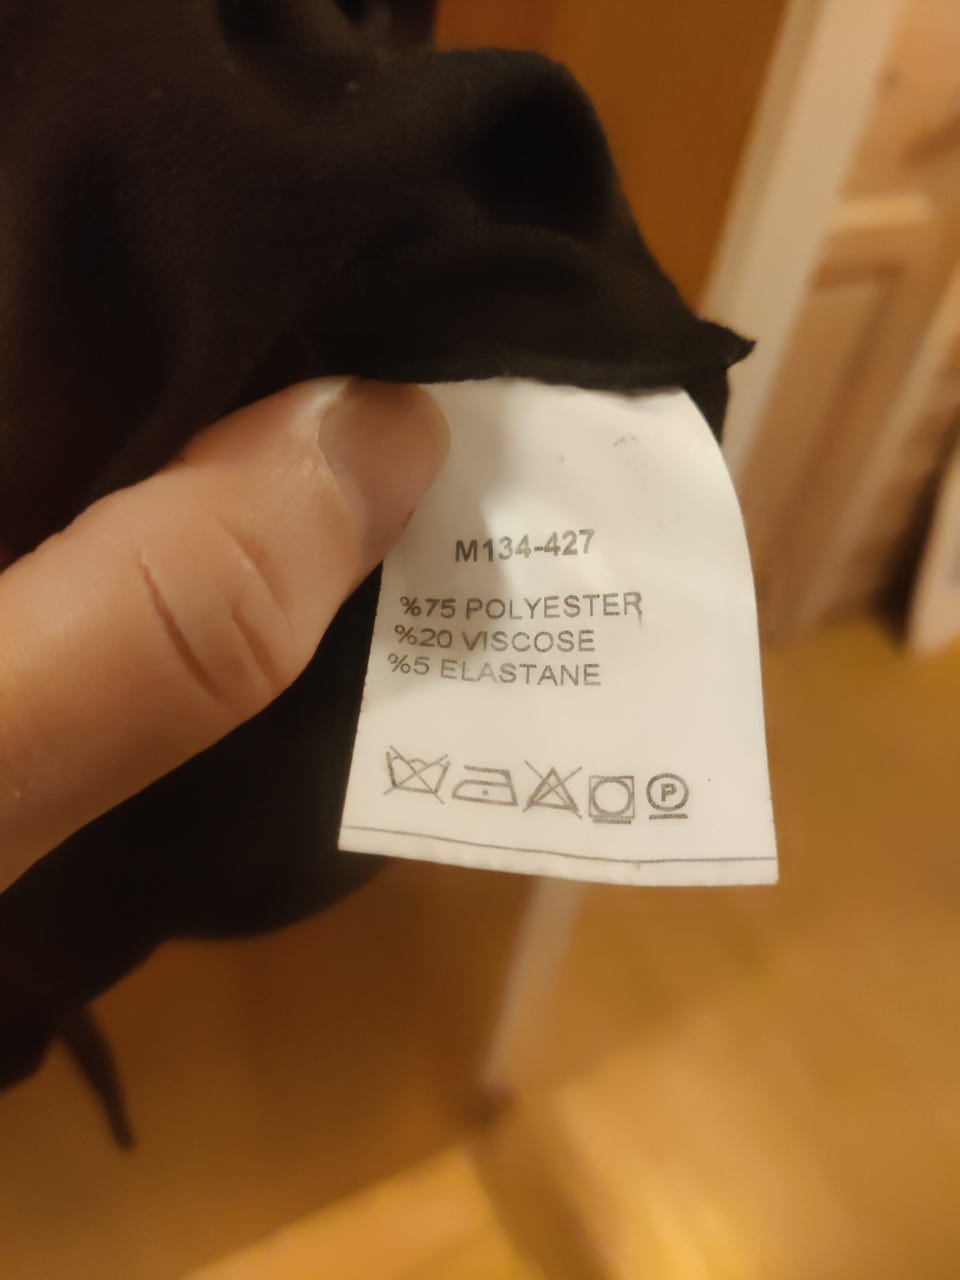 M134-427
%75 POLYESTER
%20 VISCOSE
%5 ELASTANE
P